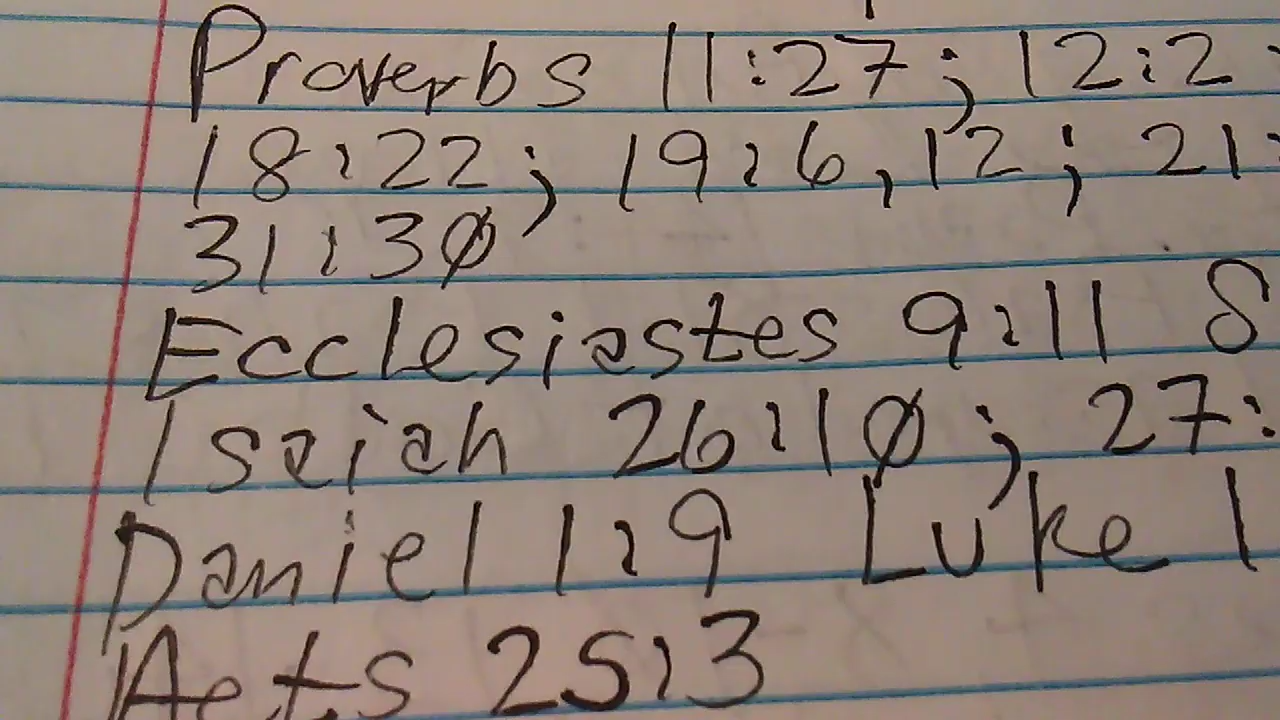 Proverbs 11:27; 12:2
18:22; 19:6,12; 21:
31:30
Ecclesiastes 9:11 S
Isaiah 26:10; 27:
Daniel 1:9 Luke 1
Acts 25:3